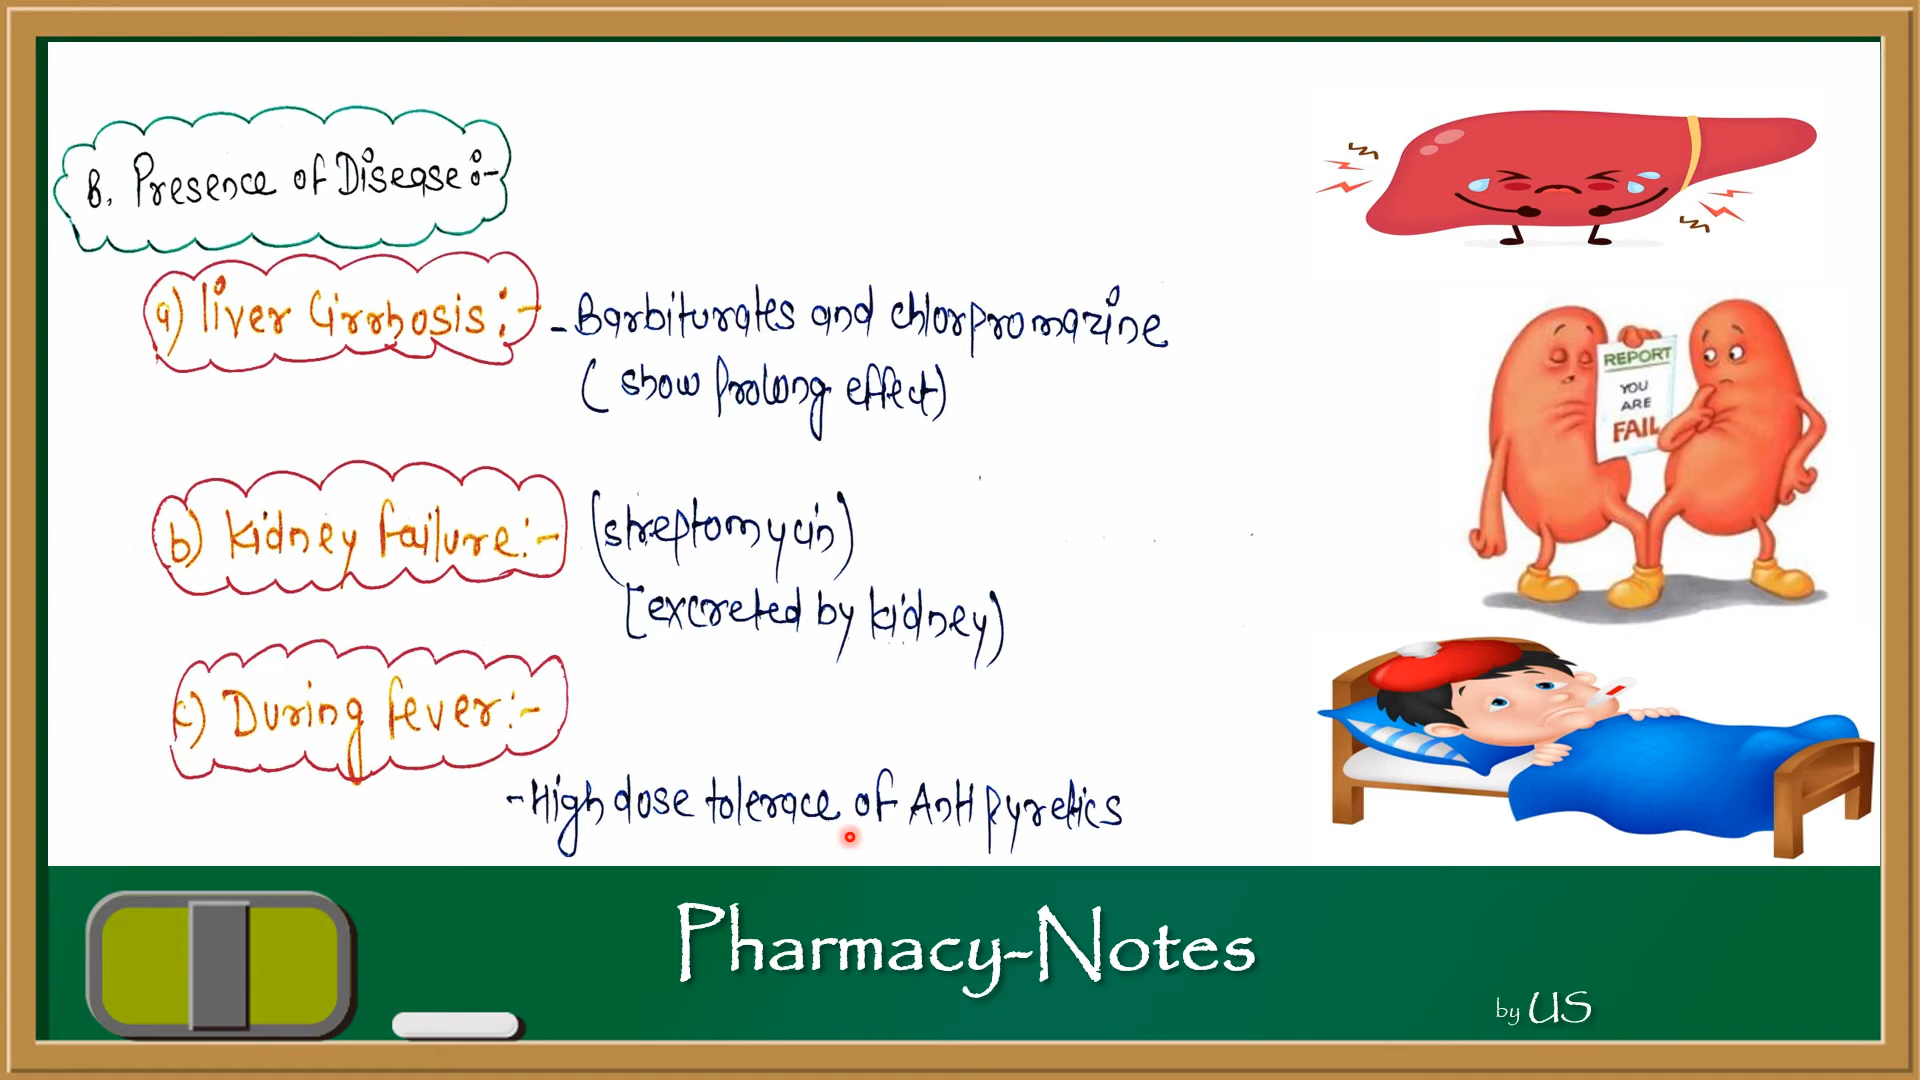 8. Presence of Disease :-
a) liver Cirrhosis :-
- Barbiturates and chlorpromazine
( show Prolong effect)
b) Kidney failure :-
(streptomycin)
[excreted by kidney)
c) During fever :-
- High dose tolerace of Antipyretics
REPORT
YOU
ARE
FAIL
Pharmacy-Notes
by US